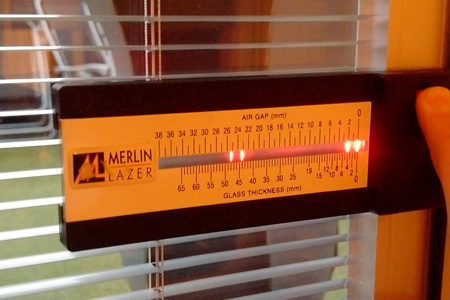 AIR GAP (mm)
0
38 36 34 32 30 28 26 24 22 20 18 16 14 12 10 8 6 4 2
MERLIN
LAZER
65 60 55 50 45 40 35 30 25 19 15 12 10 6 4 2
0
GLASS THICKNESS (mm)